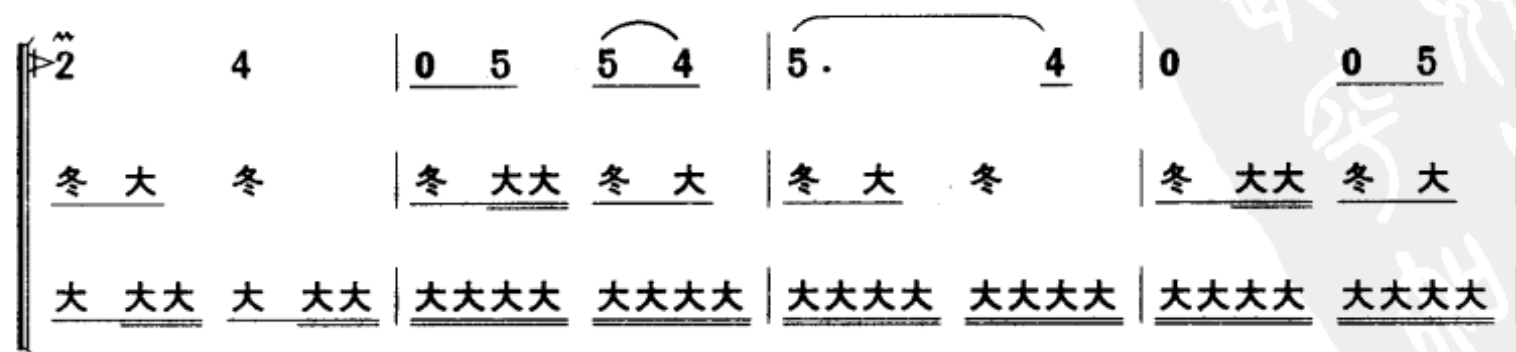 2 4 | 0 5 5 4 | 5 . 4 | 0 0 5
冬 大 冬 | 冬 大大 冬 大 | 冬 大 冬 | 冬 大大 冬 大
大 大大 大 大大 | 大大大大 大大大大 | 大大大大 大大大大 | 大大大大 大大大大